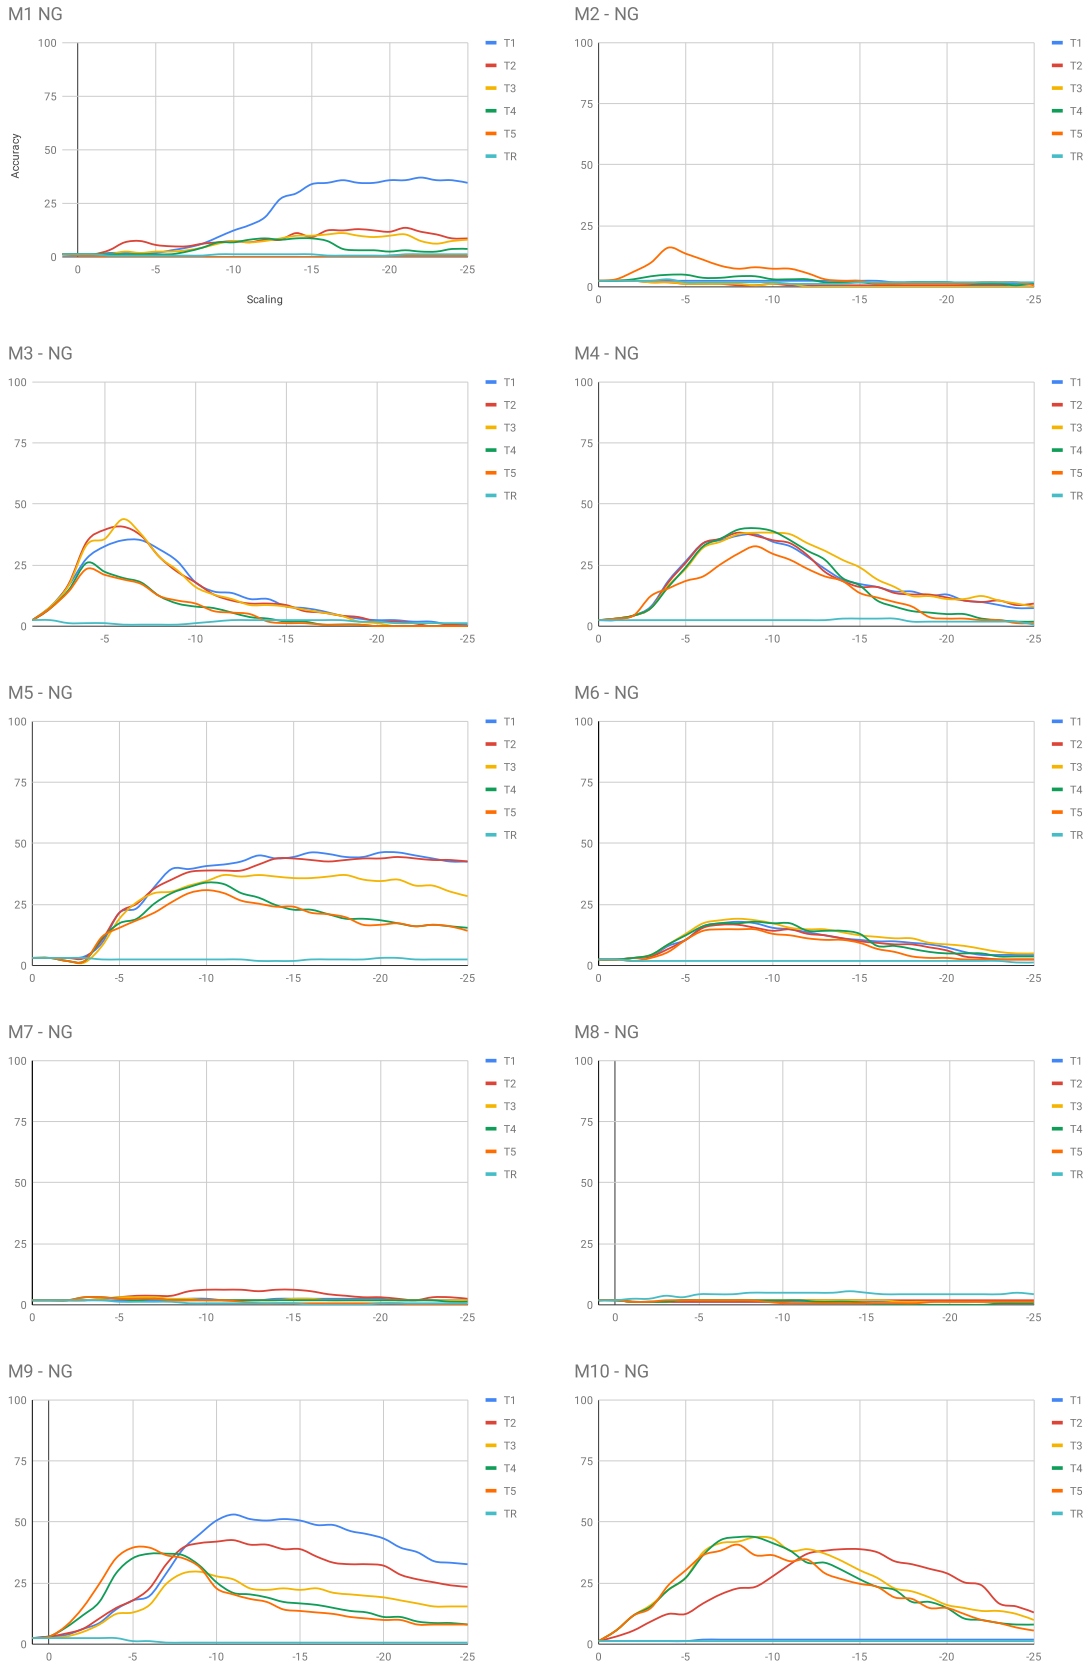 M1 NG
M2 - NG
100
75
50
25
0
Accuracy
0
-5
-10
-15
-20
-25
Scaling
T1
T2
T3
T4
T5
TR
100
75
50
25
0
0
-5
-10
-15
-20
-25
T1
T2
T3
T4
T5
TR
M3 - NG
M4 - NG
100
75
50
25
0
-5
-10
-15
-20
-25
T1
T2
T3
T4
T5
TR
100
75
50
25
0
0
-5
-10
-15
-20
-25
T1
T2
T3
T4
T5
TR
M5 - NG
M6 - NG
100
75
50
25
0
0
-5
-10
-15
-20
-25
T1
T2
T3
T4
T5
TR
100
75
50
25
0
0
-5
-10
-15
-20
-25
T1
T2
T3
T4
T5
TR
M7 - NG
M8 - NG
100
75
50
25
0
0
-5
-10
-15
-20
-25
T1
T2
T3
T4
T5
TR
100
75
50
25
0
0
-5
-10
-15
-20
-25
T1
T2
T3
T4
T5
TR
M9 - NG
M10 - NG
100
75
50
25
0
0
-5
-10
-15
-20
-25
T1
T2
T3
T4
T5
TR
100
75
50
25
0
0
-5
-10
-15
-20
-25
T1
T2
T3
T4
T5
TR